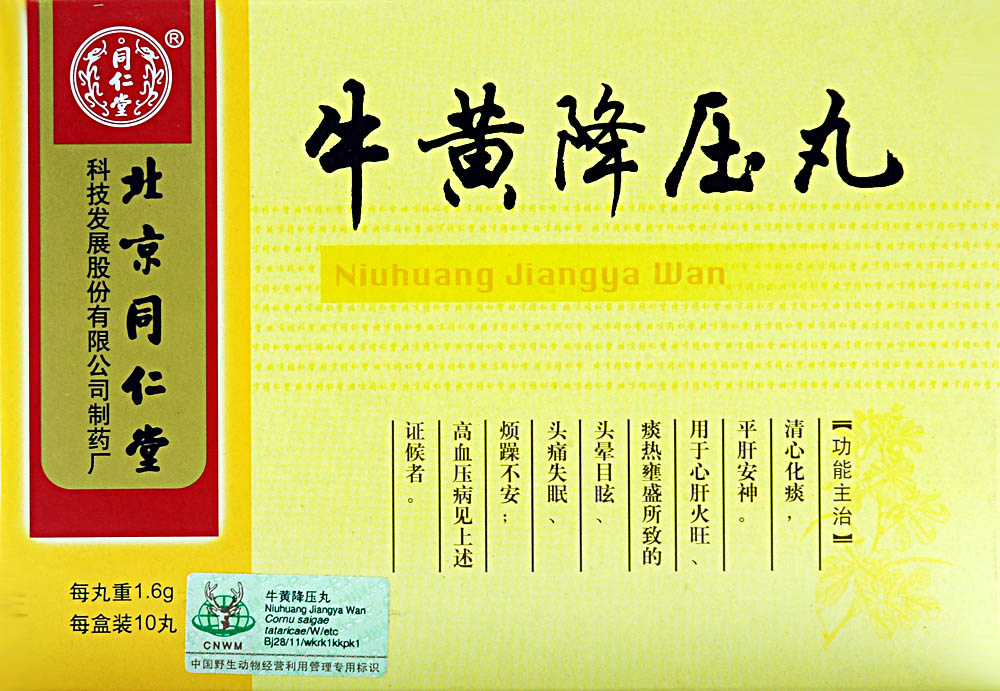 同仁堂
®
北京同仁堂
科技发展股份有限公司制药厂
牛黄降压丸
Niuhuang Jiangya Wan
【功能主治】
清心化痰，
平肝安神。
用于心肝火旺、
痰热壅盛所致的
头晕目眩、
头痛失眠、
烦躁不安；
高血压病见上述
证候者。
每丸重1.6g
每盒装10丸
CNWM
牛黄降压丸
Niuhuang Jiangya Wan
Cornu saigae
tataricae/W/etc
Bj28/11/wkrk1kkpk1
中国野生动物经营利用管理专用标识